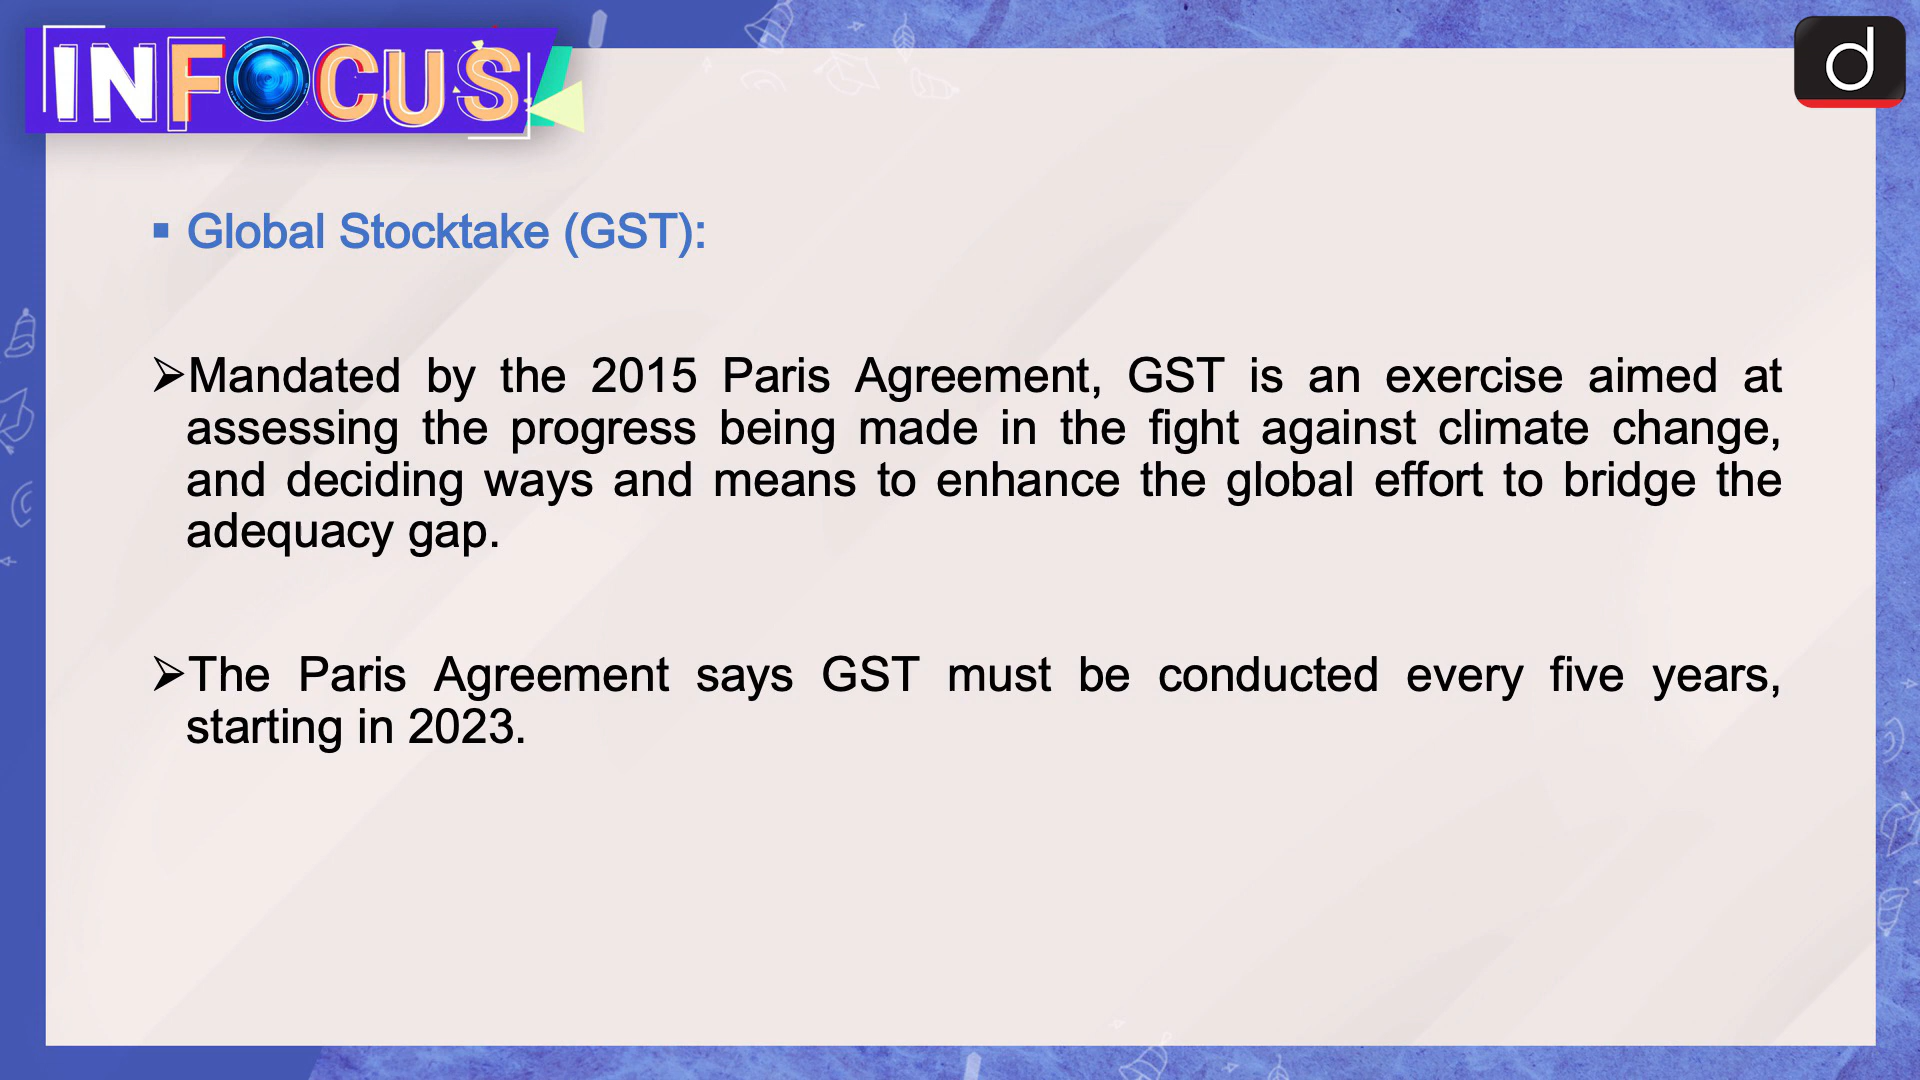 INFOCUS
d
▪ Global Stocktake (GST):
➢Mandated by the 2015 Paris Agreement, GST is an exercise aimed at
assessing the progress being made in the fight against climate change,
and deciding ways and means to enhance the global effort to bridge the
adequacy gap.
➢The Paris Agreement says GST must be conducted every five years,
starting in 2023.